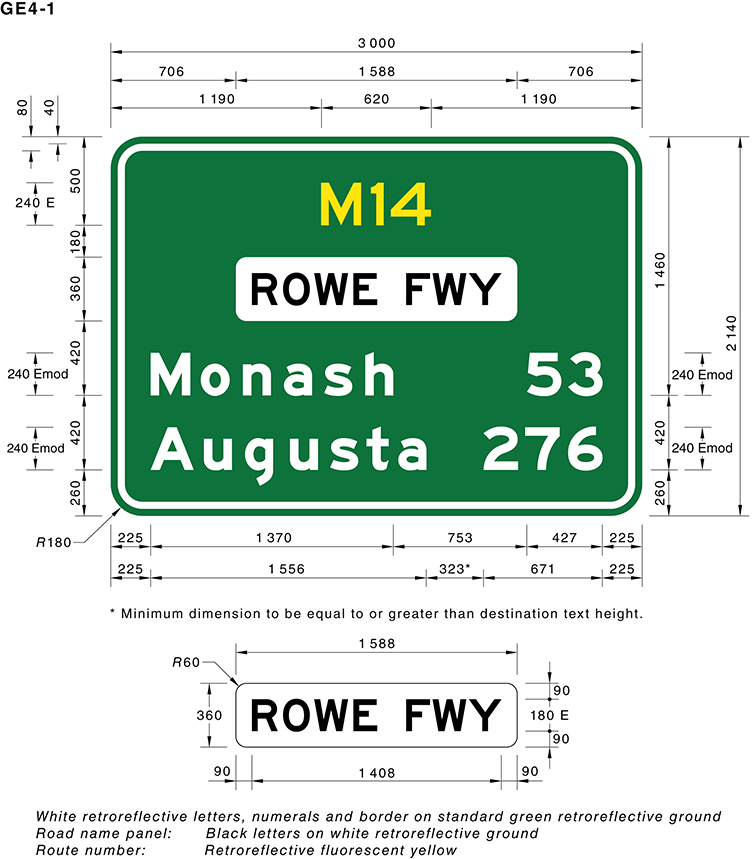 GE4-1
3 000
706 1 588 706
1 190 620 1 190
80 40
500
240 E
180
360
420
240 Emod
420
240 Emod
260
M14
ROWE FWY
Monash 53
Augusta 276
1 460
2 140
240 Emod
420
240 Emod
260
R180
225 1 370 753 427 225
225 1 556 323* 671 225
* Minimum dimension to be equal to or greater than destination text height.
1 588
R60
360
ROWE FWY
90
180 E
90
90 1 408 90
White retroreflective letters, numerals and border on standard green retroreflective ground
Road name panel: Black letters on white retroreflective ground
Route number: Retroreflective fluorescent yellow